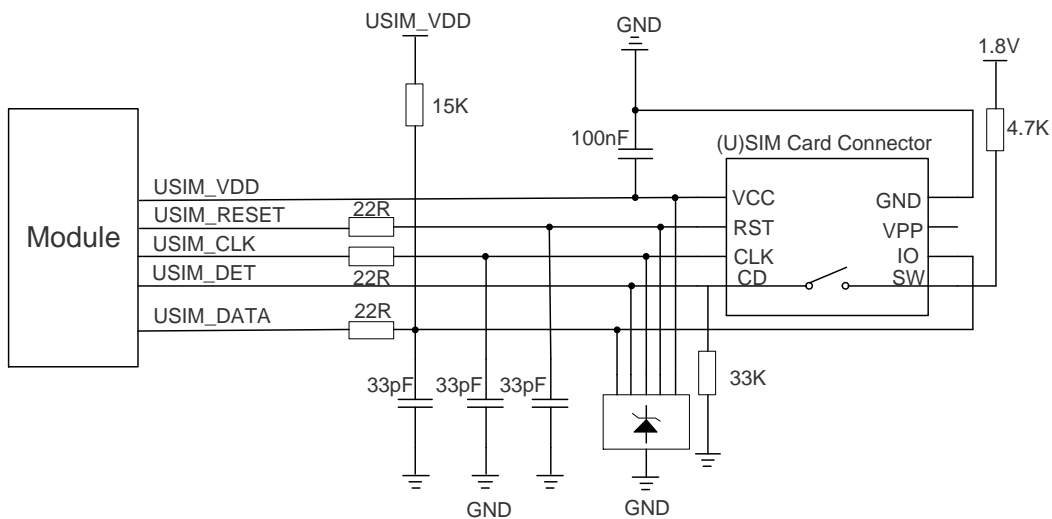 USIM_VDD
GND
1.8V
15K
4.7K
100nF
(U)SIM Card Connector
Module
USIM_VDD
VCC
GND
USIM_RESET
22R
RST
VPP
USIM_CLK
CLK
IO
USIM_DET
22R
CD
SW
USIM_DATA
22R
33pF
33pF
33pF
33K
GND
GND